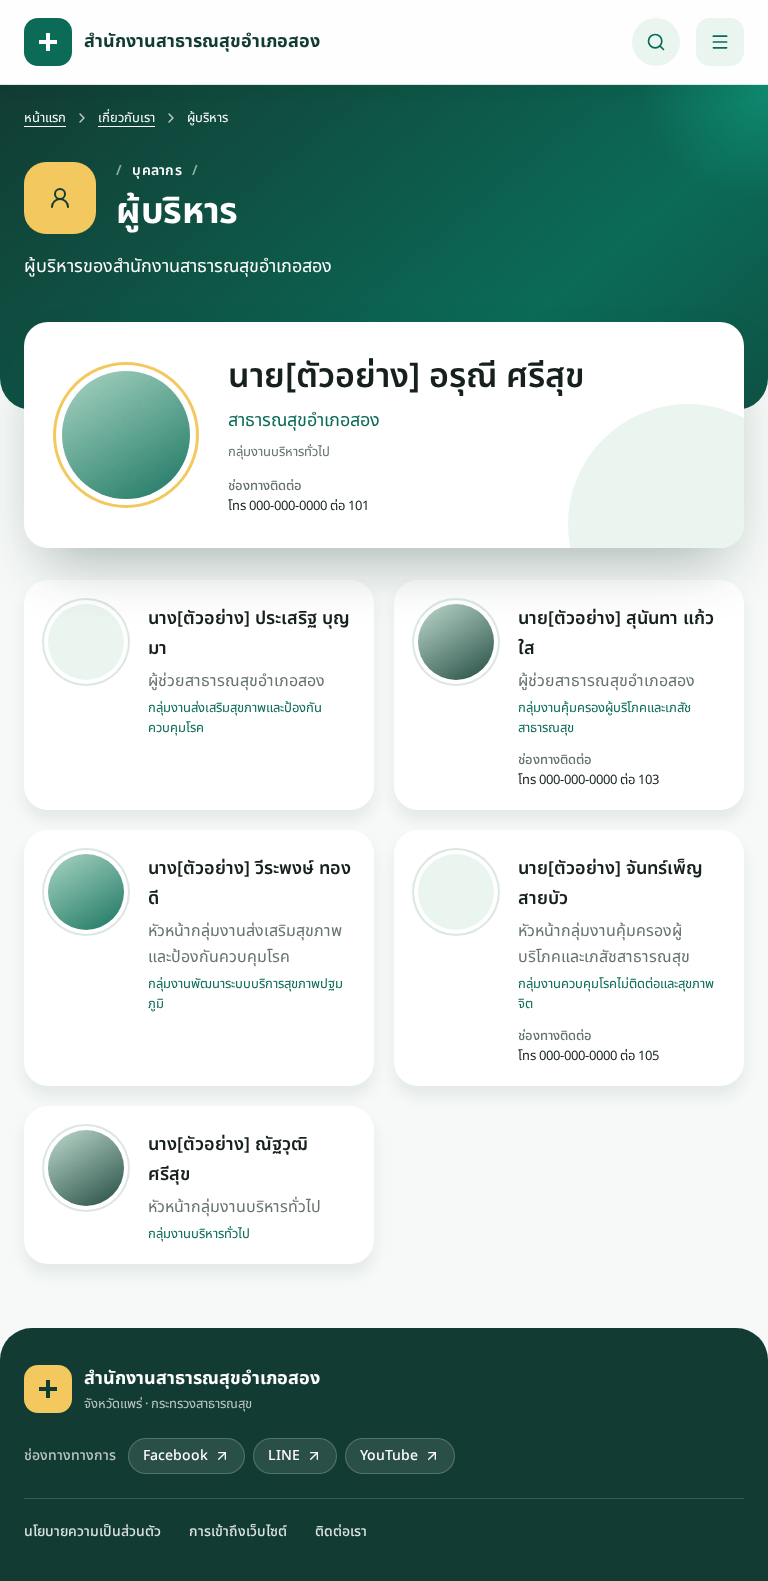 สำนักงานสาธารณสุขอำเภอสอง
หน้าแรก
เกี่ยวกับเรา
ผู้บริหาร
/ บุคลากร /
ผู้บริหาร
ผู้บริหารของสำนักงานสาธารณสุขอำเภอสอง
นาย[ตัวอย่าง] อรุณี ศรีสุข
สาธารณสุขอำเภอสอง
กลุ่มงานบริหารทั่วไป
ช่องทางติดต่อ
โทร 000-000-0000 ต่อ 101
นาง[ตัวอย่าง] ประเสริฐ บุญ
มา
ผู้ช่วยสาธารณสุขอำเภอสอง
กลุ่มงานส่งเสริมสุขภาพและป้องกัน
ควบคุมโรค
นาย[ตัวอย่าง] สุนันทา แก้ว
ใส
ผู้ช่วยสาธารณสุขอำเภอสอง
กลุ่มงานคุ้มครองผู้บริโภคและเภสัช
สาธารณสุข
ช่องทางติดต่อ
โทร 000-000-0000 ต่อ 103
นาง[ตัวอย่าง] วีระพงษ์ ทอง
ดี
หัวหน้ากลุ่มงานส่งเสริมสุขภาพ
และป้องกันควบคุมโรค
กลุ่มงานพัฒนาระบบบริการสุขภาพปฐม
ภูมิ
นาย[ตัวอย่าง] จันทร์เพ็ญ
สายบัว
หัวหน้ากลุ่มงานคุ้มครองผู้
บริโภคและเภสัชสาธารณสุข
กลุ่มงานควบคุมโรคไม่ติดต่อและสุขภาพ
จิต
ช่องทางติดต่อ
โทร 000-000-0000 ต่อ 105
นาง[ตัวอย่าง] ณัฐวุฒิ
ศรีสุข
หัวหน้ากลุ่มงานบริหารทั่วไป
กลุ่มงานบริหารทั่วไป
สำนักงานสาธารณสุขอำเภอสอง
จังหวัดแพร่ · กระทรวงสาธารณสุข
ช่องทางทางการ
Facebook
LINE
YouTube
นโยบายความเป็นส่วนตัว
การเข้าถึงเว็บไซต์
ติดต่อเรา